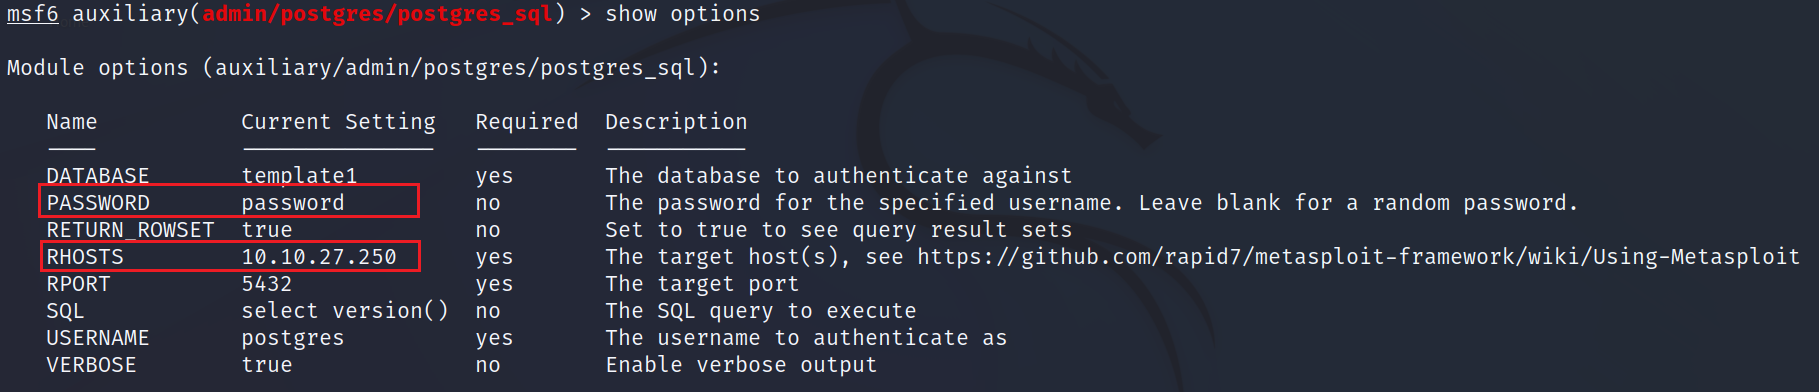 msf6 auxiliary(admin/postgres/postgres_sql) > show options
Module options (auxiliary/admin/postgres/postgres_sql):
Name Current Setting Required Description
---- --------------- -------- -----------
DATABASE template1 yes The database to authenticate against
PASSWORD password no The password for the specified username. Leave blank for a random password.
RETURN_ROWSET true no Set to true to see query result sets
RHOSTS 10.10.27.250 yes The target host(s), see https://github.com/rapid7/metasploit-framework/wiki/Using-Metasploit
RPORT 5432 yes The target port
SQL select version() no The SQL query to execute
USERNAME postgres yes The username to authenticate as
VERBOSE true no Enable verbose output